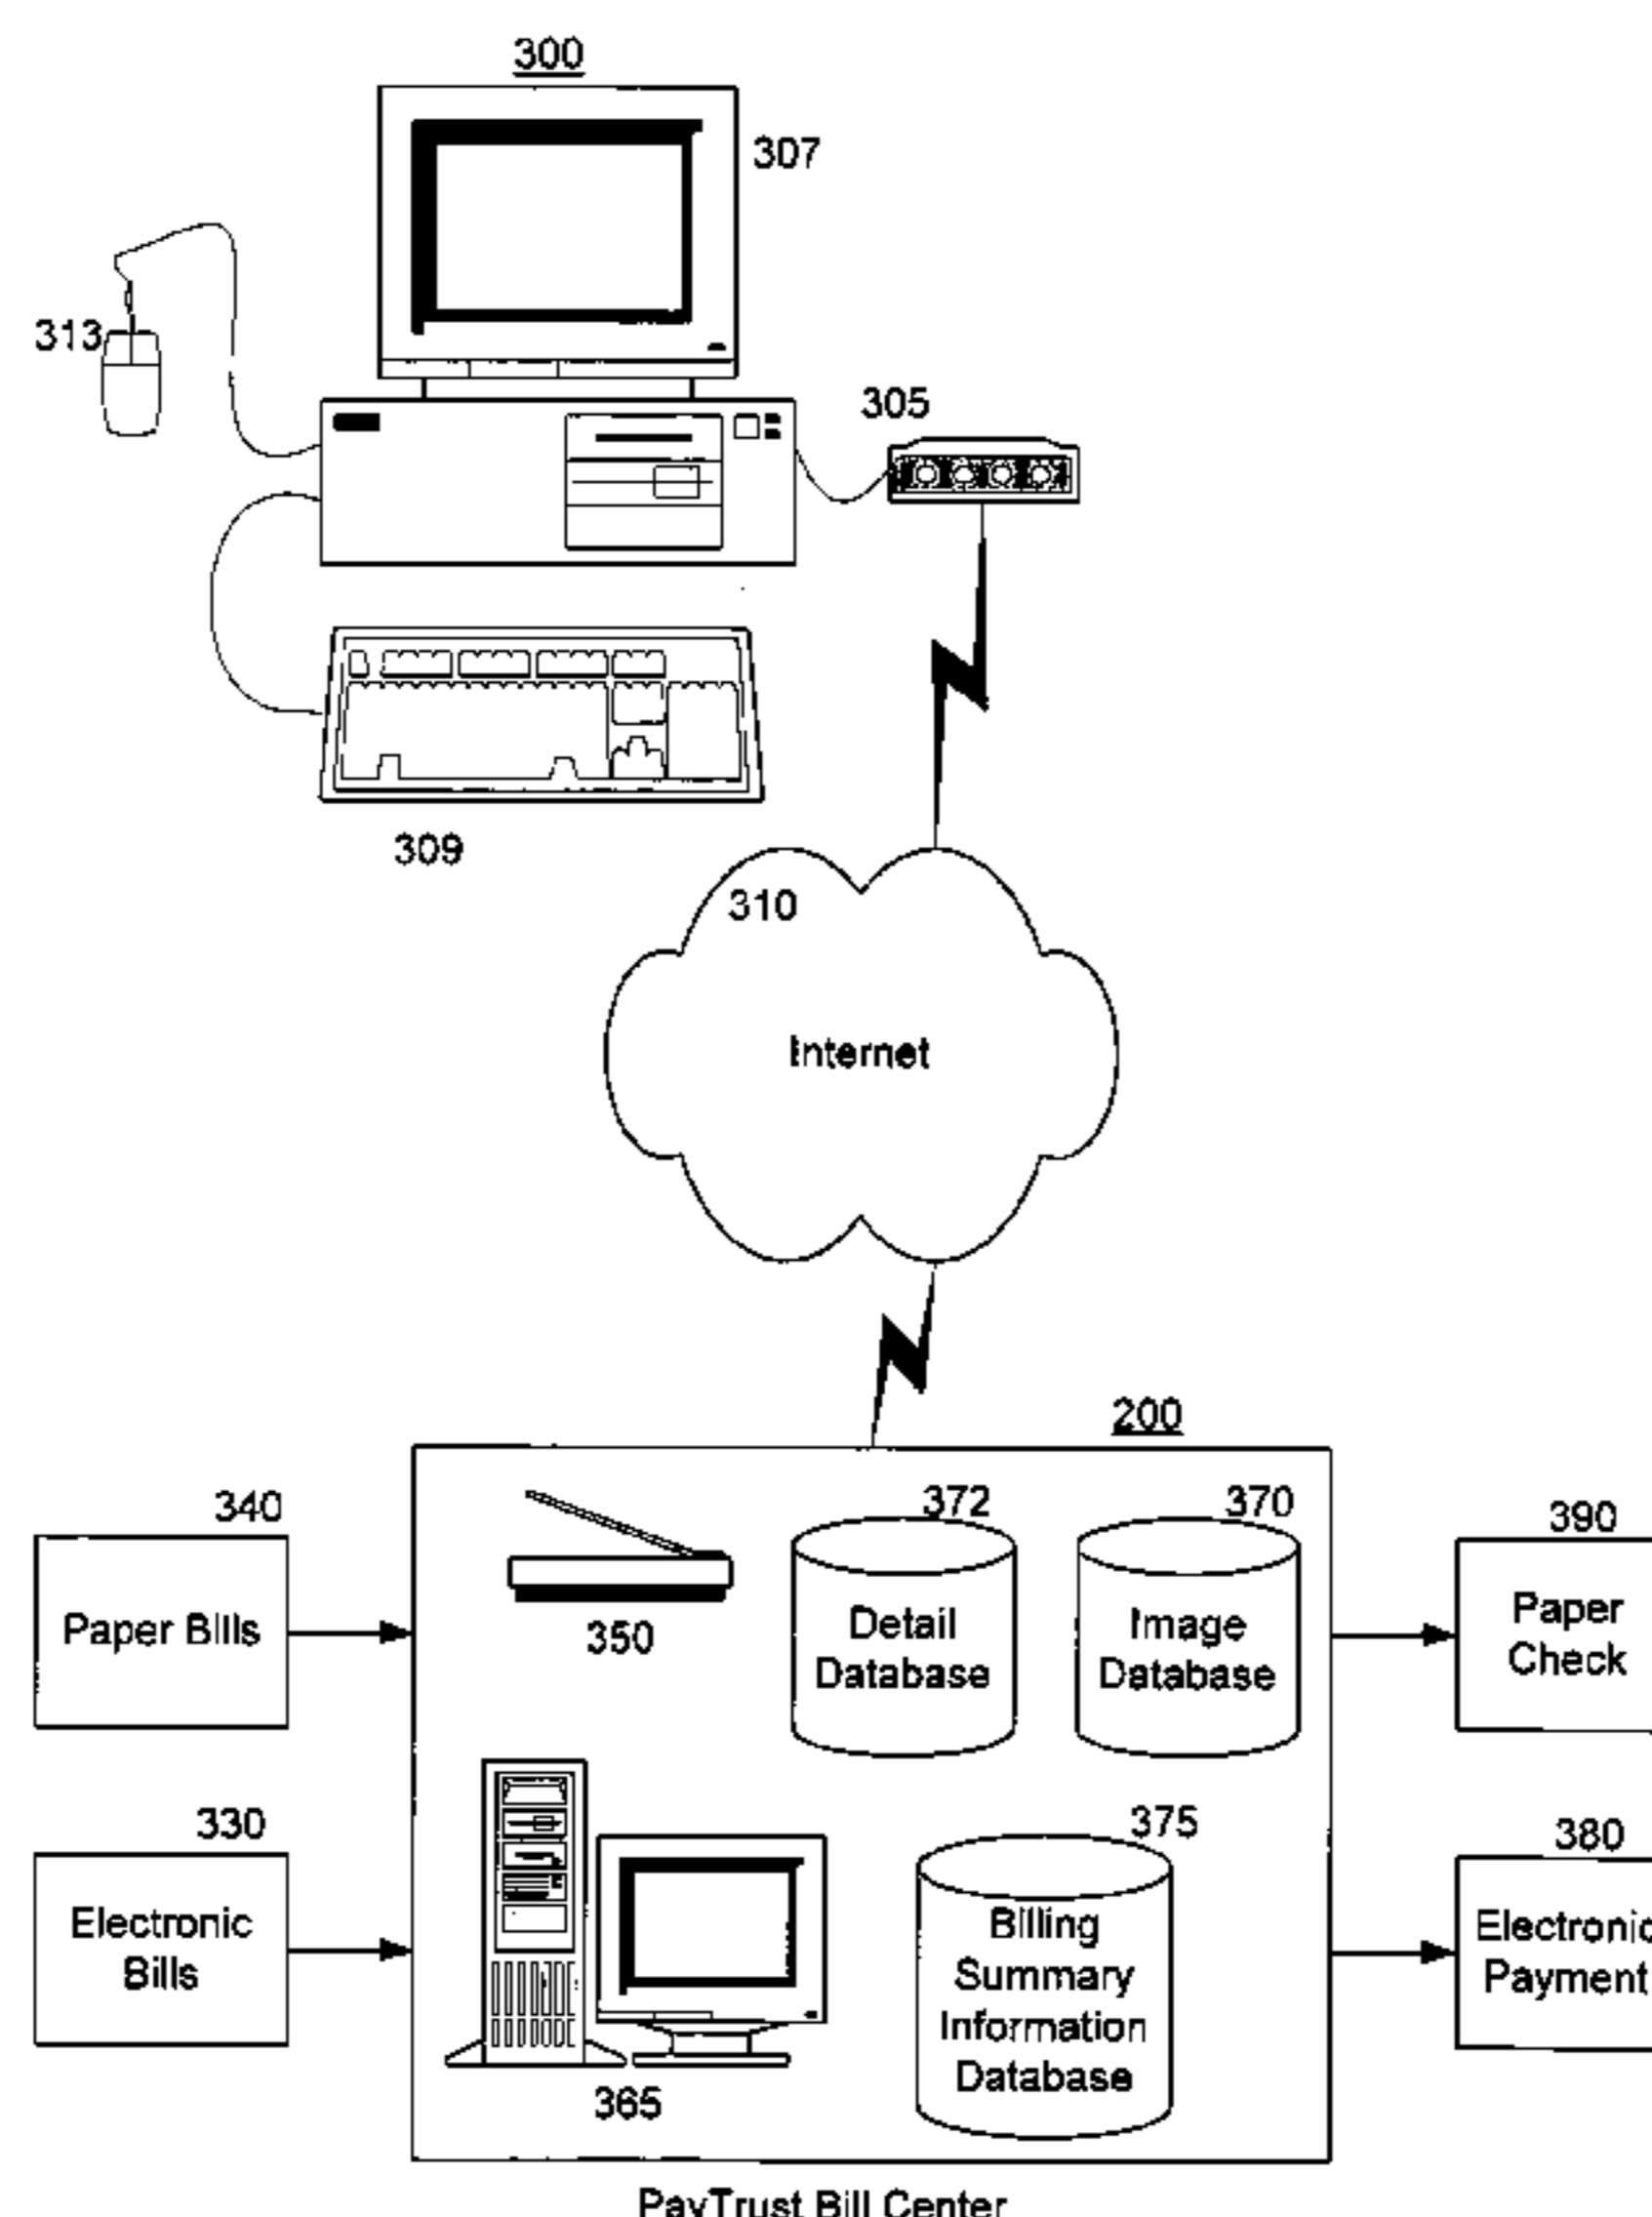 300
307
313
305
309
310
Internet
200
340
372
370
390
Paper Bills
350
Detail
Database
Image
Database
Paper
Check
330
375
380
Electronic
Bills
Billing
Summary
Information
Database
Electronic
Payment
365
PayTrust Bill Center